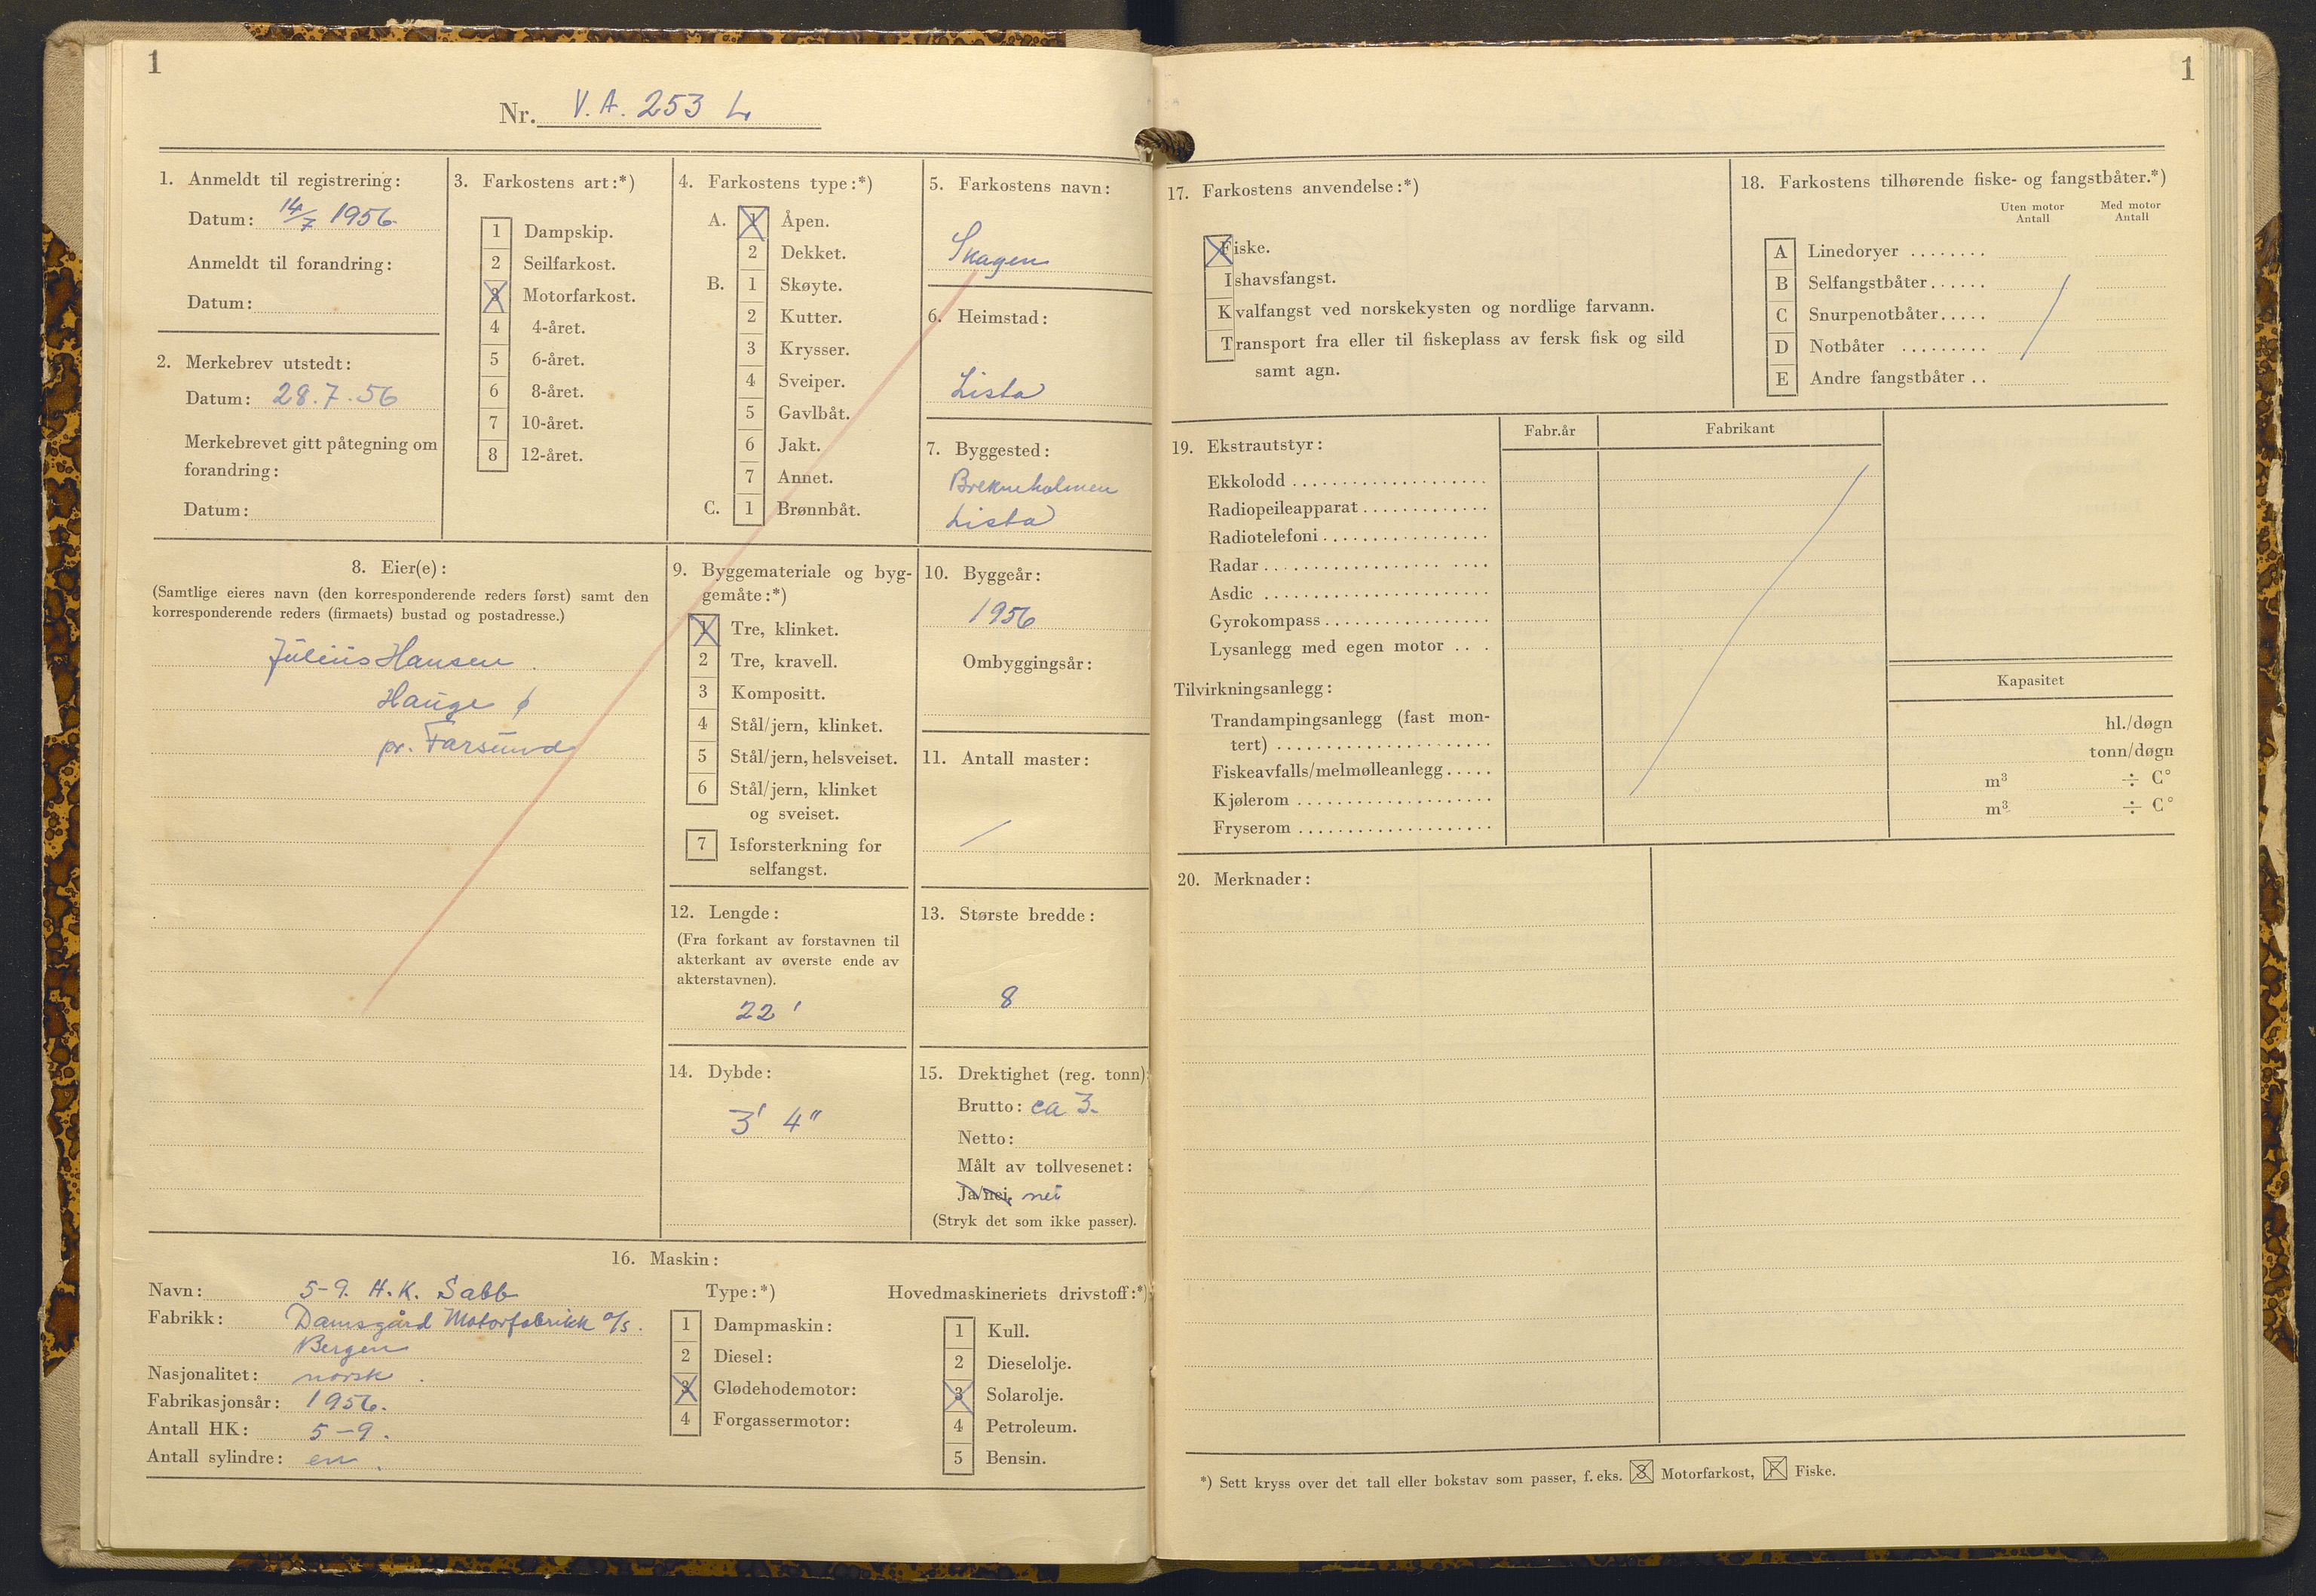 1
Nr. V. A. 253 L
1. Anmeldt til registrering:
Datum: 14/7 1956
Anmeldt til forandring:
Datum:
2. Merkebrev utstedt:
Datum: 28.7.56
Merkebrevet gitt påtegning om
forandring:
Datum:
3. Farkostens art:*)
1 Dampskip.
2 Seilfarkost.
3 Motorfarkost.
4 4-året.
5 6-året.
6 8-året.
7 10-året.
8 12-året.
4. Farkostens type:*)
A. 1 Åpen.
2 Dekket.
B. 1 Skøyte.
2 Kutter.
3 Krysser.
4 Sveiper.
5 Gavlbåt.
6 Jakt.
7 Annet.
C. 1 Brønnbåt.
5. Farkostens navn:
Skagen
6. Heimstad:
Lista
7. Byggested:
Brekneholmen
Lista
8. Eier(e):
(Samtlige eieres navn (den korresponderende reders først) samt den
korresponderende reders (firmaets) bustad og postadresse.)
Julius Hansen.
Hauge
pr. Farsund
9. Byggemateriale og byg-
gemåte:*)
1 Tre, klinket.
2 Tre, kravell.
3 Kompositt.
4 Stål/jern, klinket.
5 Stål/jern, helsveiset.
6 Stål/jern, klinket
og sveiset.
7 Isforsterkning for
selfangst.
10. Byggeår:
1956
Ombyggingsår:
11. Antall master:
12. Lengde:
(Fra forkant av forstavnen til
akterkant av øverste ende av
akterstavnen).
22'
13. Største bredde:
8
14. Dybde:
3' 4"
15. Drektighet (reg. tonn):
Brutto: ca 3.
Netto:
Målt av tollvesenet:
Ja/nei. nei
(Stryk det som ikke passer).
16. Maskin:
Navn: 5-9. H.K. Sabb
Fabrikk: Damsgård Motorfabrikk a/s.
Bergen
Nasjonalitet: norsk.
Fabrikasjonsår: 1956.
Antall HK: 5-9.
Antall sylindre: en.
Type:*)
1 Dampmaskin:
2 Diesel:
3 Glødehodemotor:
4 Forgassermotor:
Hovedmaskineriets drivstoff:*)
1 Kull.
2 Dieselolje.
3 Solarolje.
4 Petroleum.
5 Bensin.
1
17. Farkostens anvendelse:*)
Fiske.
Ishavsfangst.
Kvalfangst ved norskekysten og nordlige farvann.
Transport fra eller til fiskeplass av fersk fisk og sild
samt agn.
18. Farkostens tilhørende fiske- og fangstbåter.*)
Uten motor Med motor
Antall Antall
A Linedoryer ........
B Selfangstbåter......
C Snurpenotbåter.....
D Notbåter .........
E Andre fangstbåter ..
19. Ekstrautstyr: Fabr.år Fabrikant
Ekkolodd ....................
Radiopeileapparat .............
Radiotelefoni .................
Radar ......................
Asdic .......................
Gyrokompass .................
Lysanlegg med egen motor ...
Tilvirkningsanlegg: Kapasitet
Trandampingsanlegg (fast mon-
tert) ...................... hl./døgn
Fiskeavfalls/melmølleanlegg ..... tonn/døgn
Kjølerom .................... m³ ÷ C°
Fryserom .................... m³ ÷ C°
20. Merknader:
*) Sett kryss over det tall eller bokstav som passer, f. eks. 3 Motorfarkost, F Fiske.